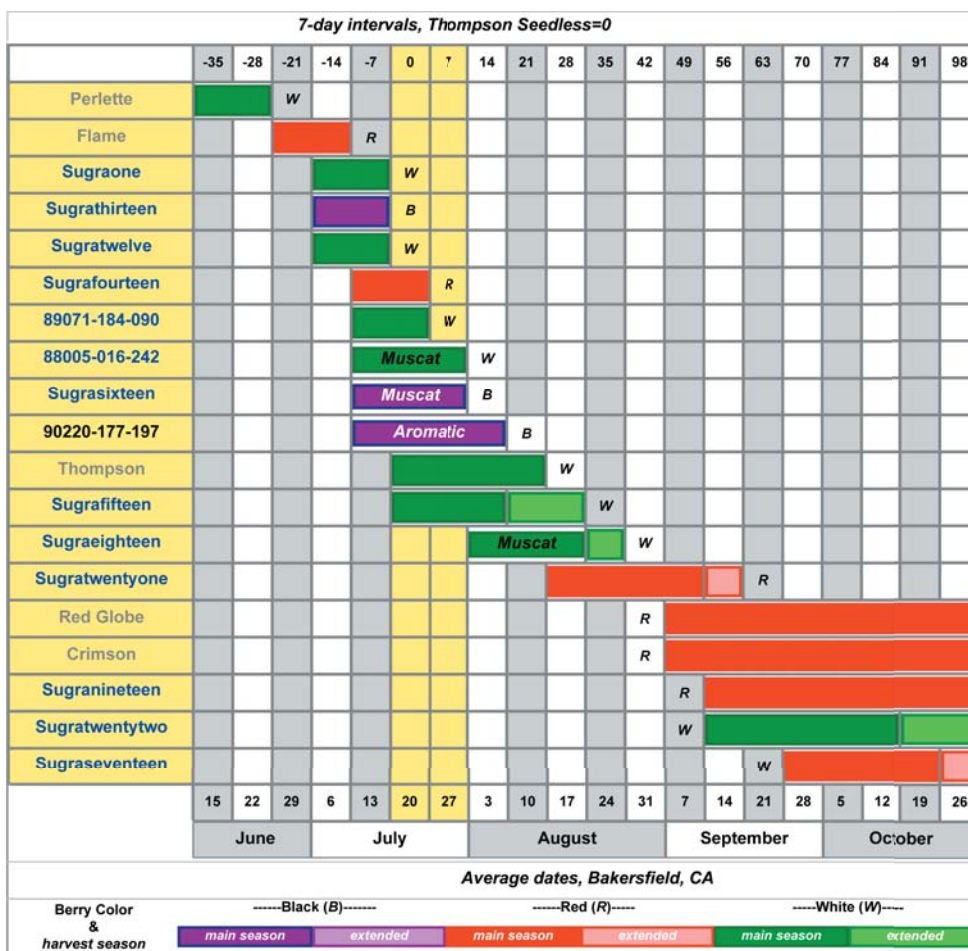 7-day intervals, Thompson Seedless=0
-35 -28 -21 -14 -7 0 7 14 21 28 35 42 49 56 63 70 77 84 91 98
Perlette W
Flame R
Sugraone W
Sugrathirteen B
Sugratwelve W
Sugrafourteen R
89071-184-090 W
88005-016-242 Muscat W
Sugrasixteen Muscat B
90220-177-197 Aromatic B
Thompson W
Sugrafifteen W
Sugraeighteen Muscat W
Sugratwentyone R
Red Globe R
Crimson R
Sugranineteen R
Sugratwentytwo W
Sugraseventeen W
15 22 29 6 13 20 27 3 10 17 24 31 7 14 21 28 5 12 19 26
June July August September October
Average dates, Bakersfield, CA
Berry Color & harvest season
------Black (B)------- ------Red (R)----- ------White (W)-----
main season extended main season extended main season extended